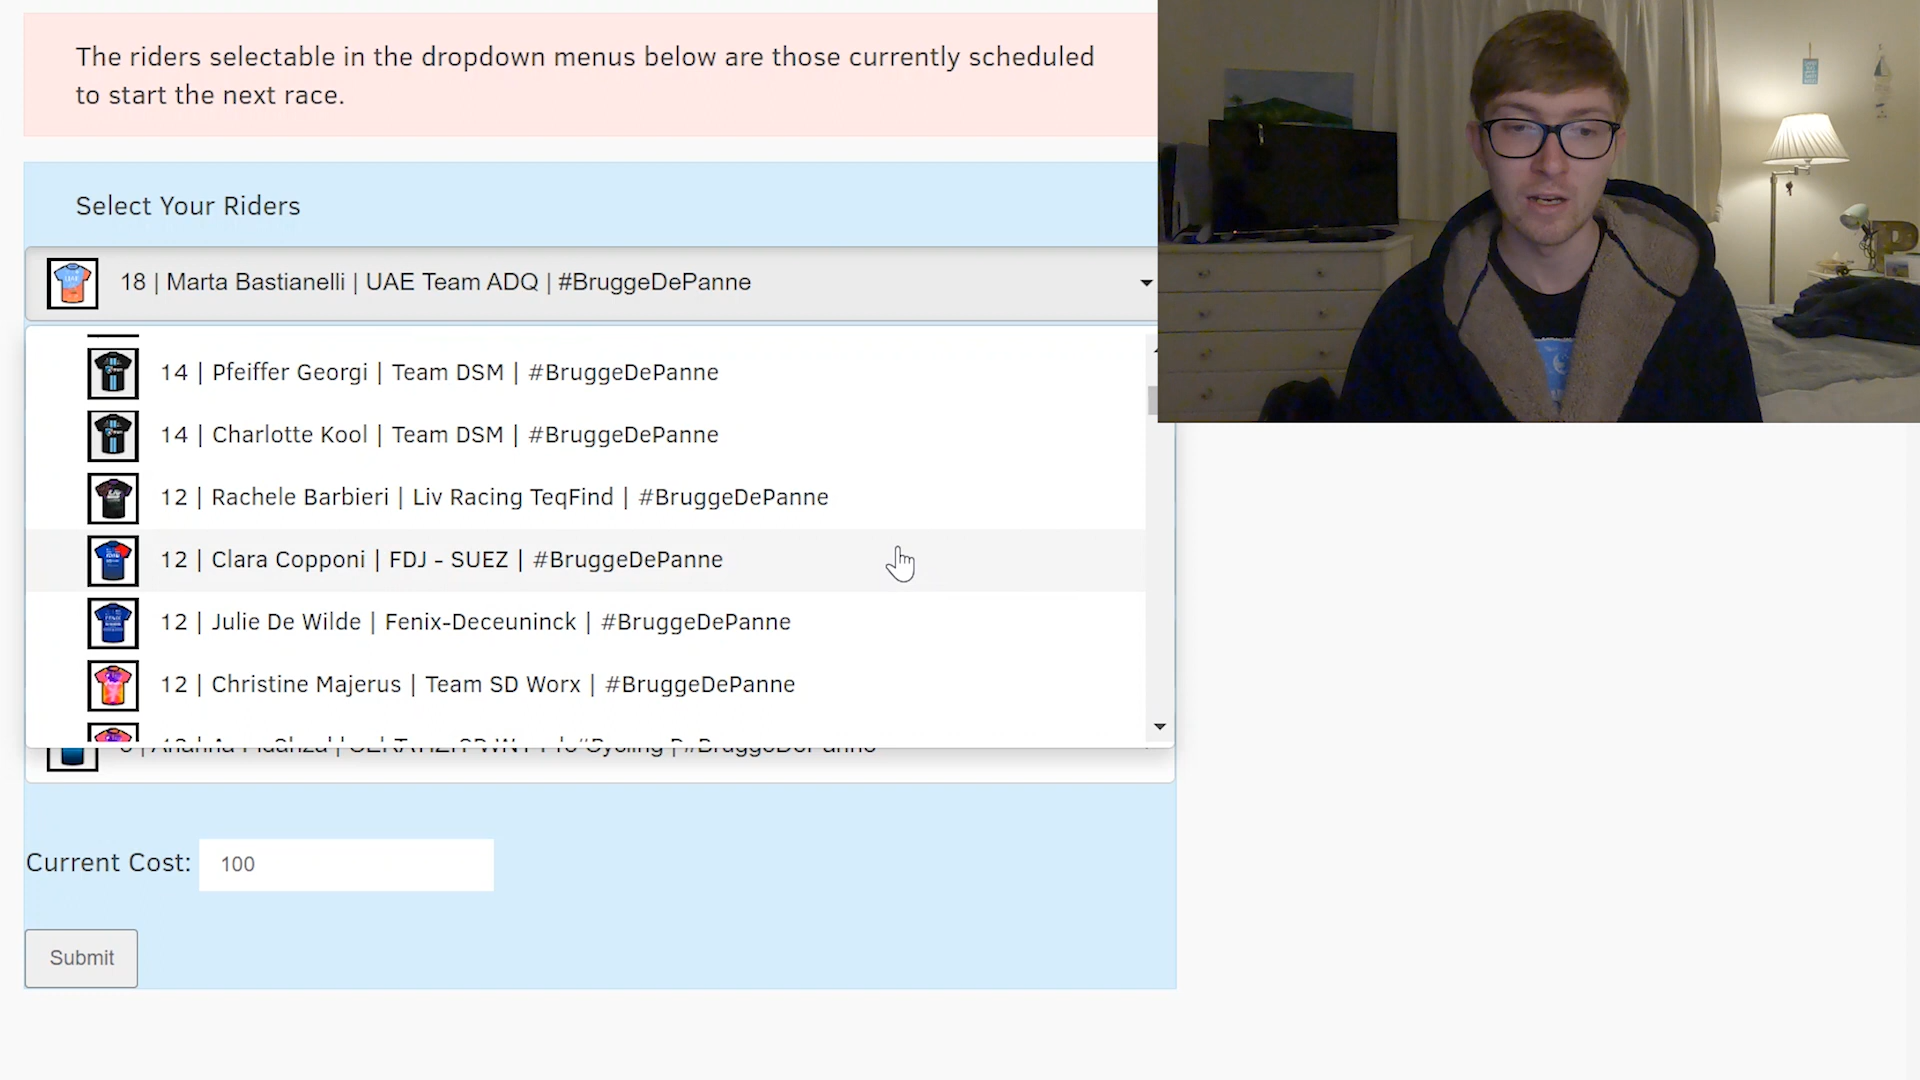 The riders selectable in the dropdown menus below are those currently scheduled
to start the next race.
Select Your Riders
18 | Marta Bastianelli | UAE Team ADQ | #BruggeDePanne
14 | Pfeiffer Georgi | Team DSM | #BruggeDePanne
14 | Charlotte Kool | Team DSM | #BruggeDePanne
12 | Rachele Barbieri | Liv Racing TeqFind | #BruggeDePanne
12 | Clara Copponi | FDJ - SUEZ | #BruggeDePanne
12 | Julie De Wilde | Fenix-Deceuninck | #BruggeDePanne
12 | Christine Majerus | Team SD Worx | #BruggeDePanne
Current Cost: 100
Submit